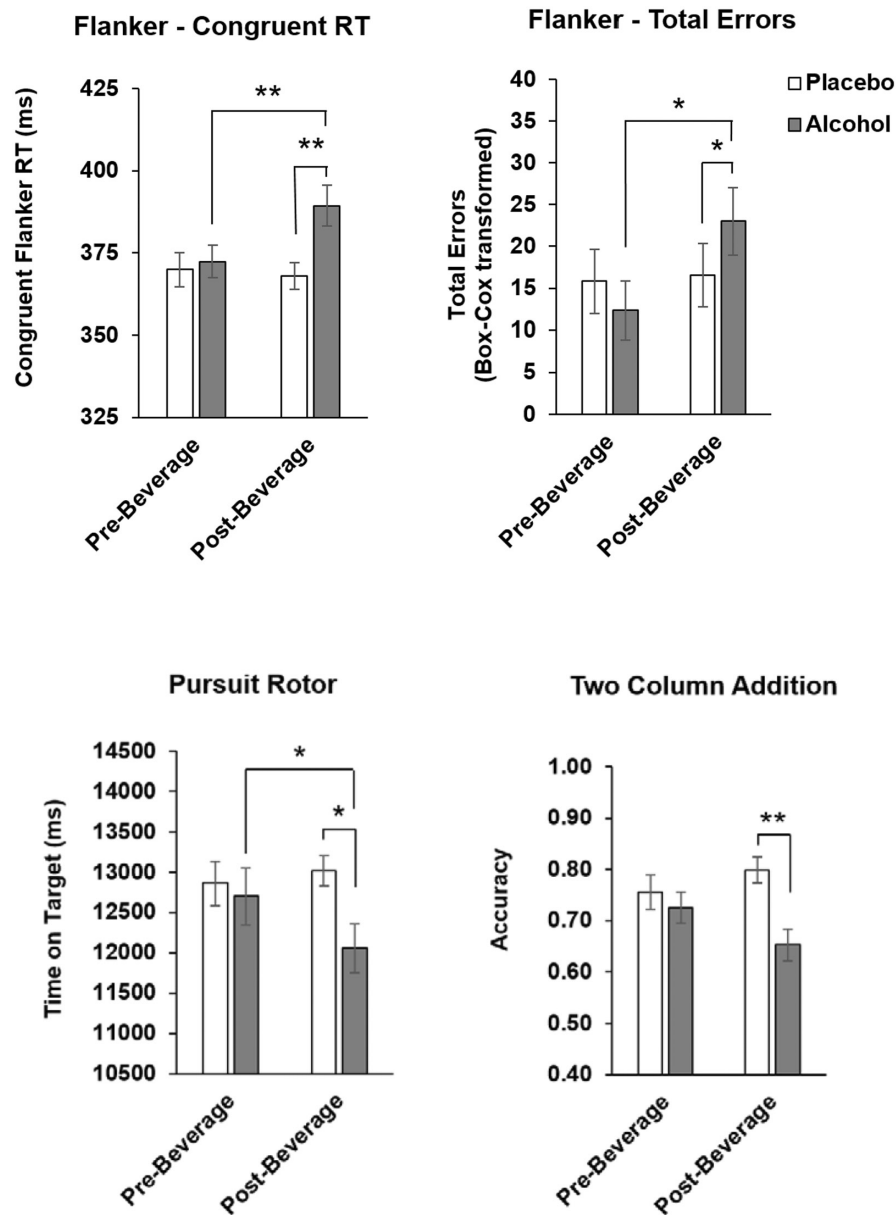 Flanker - Congruent RT
Congruent Flanker RT (ms)
425
400
375
350
325
**
**
Pre-Beverage
Post-Beverage
Flanker - Total Errors
Total Errors
(Box-Cox transformed)
40
35
30
25
20
15
10
5
0
*
*
Pre-Beverage
Post-Beverage
Placebo
Alcohol
Pursuit Rotor
Time on Target (ms)
14500
14000
13500
13000
12500
12000
11500
11000
10500
*
*
Pre-Beverage
Post-Beverage
Two Column Addition
Accuracy
1.00
0.90
0.80
0.70
0.60
0.50
0.40
**
Pre-Beverage
Post-Beverage